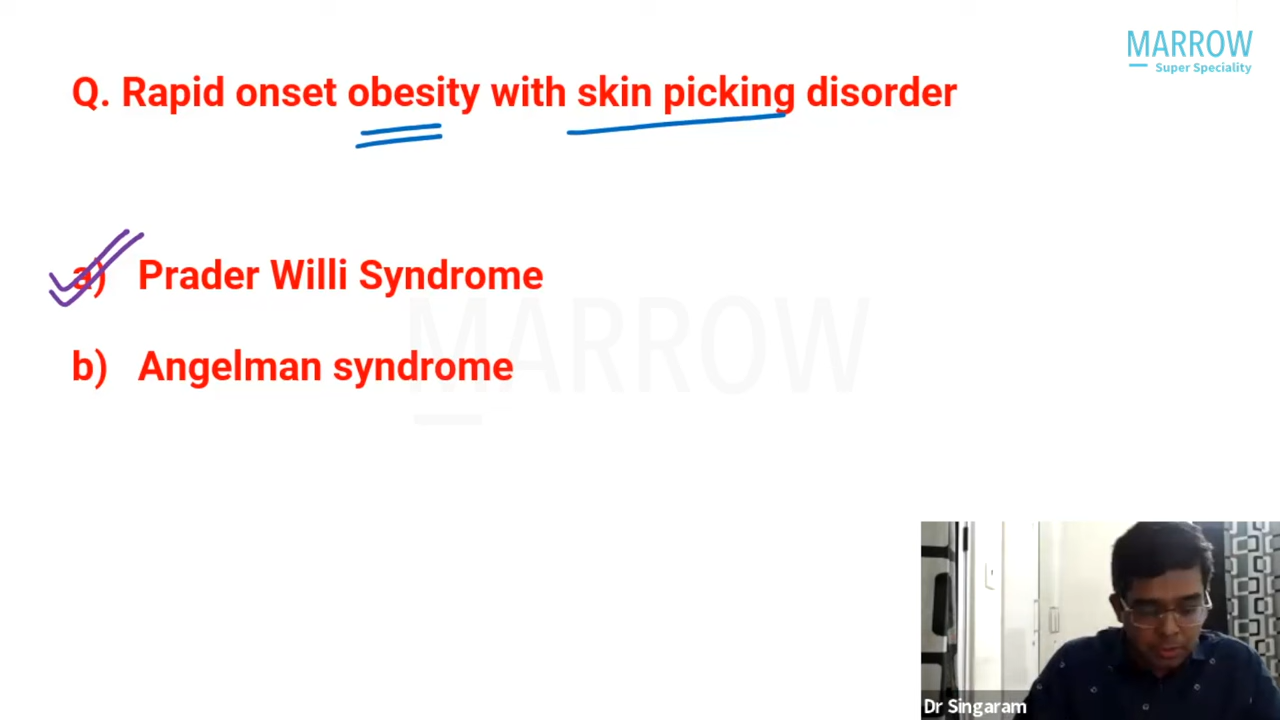 MARROW
Super Speciality
Q. Rapid onset obesity with skin picking disorder
a) Prader Willi Syndrome
MARROW
b) Angelman syndrome
Dr Singaram